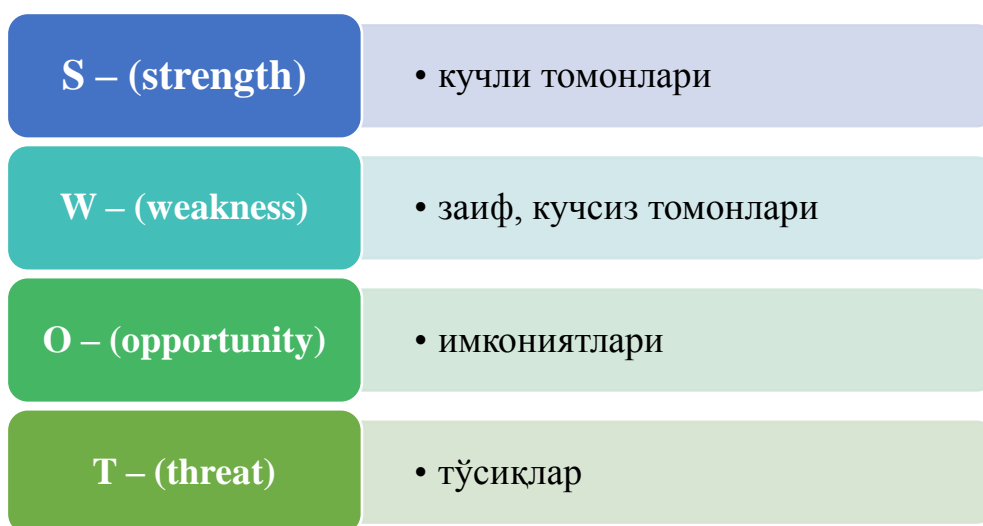 S – (strength)
• кучли томонлари
W – (weakness)
• заиф, кучсиз томонлари
O – (opportunity)
• имкониятлари
T – (threat)
• тўсиқлар